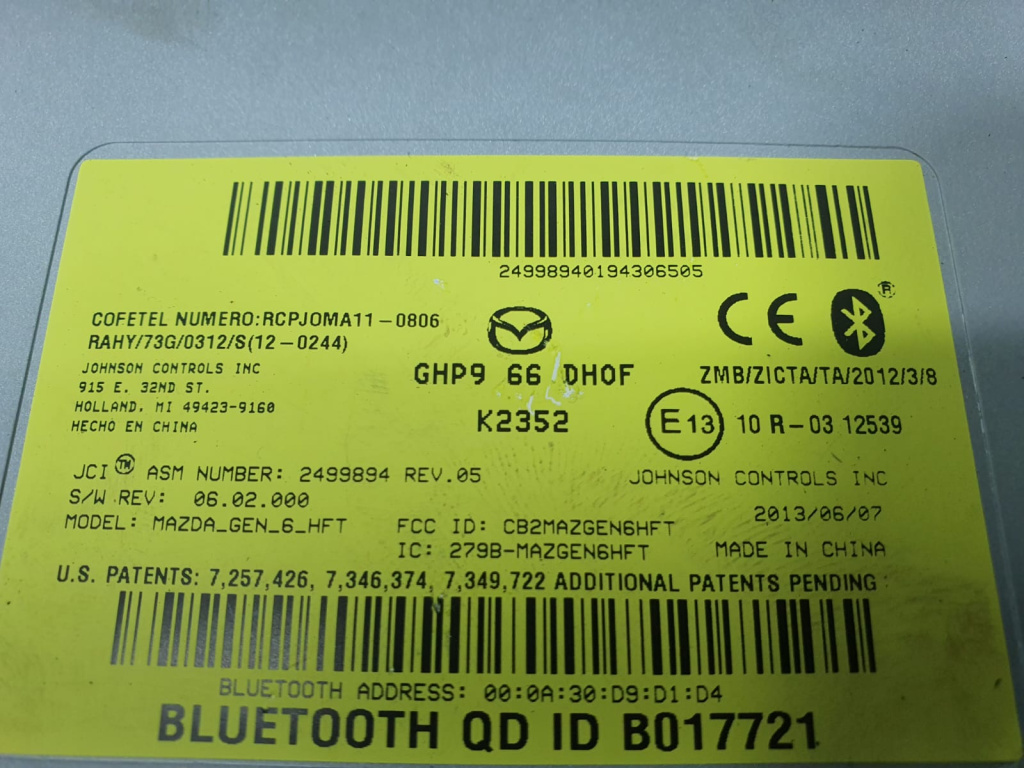 24998940194306505
COFETEL NUMERO:RCPJOMA11-0806
RAHY/73G/0312/S(12-0244)
JOHNSON CONTROLS INC
915 E. 32ND ST.
HOLLAND, MI 49423-9160
HECHO EN CHINA
GHP9 66 DHOF
K2352
CE ®
ZMB/ZICTA/TA/2012/3/8
E13 10 R-03 12539
JCI™ ASM NUMBER: 2499894 REV.05
S/W REV: 06.02.000
MODEL: MAZDA_GEN_6_HFT
FCC ID: CB2MAZGEN6HFT
IC: 279B-MAZGEN6HFT
JOHNSON CONTROLS INC
2013/06/07
MADE IN CHINA
U.S. PATENTS: 7,257,426, 7,346,374, 7,349,722 ADDITIONAL PATENTS PENDING
BLUETOOTH ADDRESS: 00:0A:30:D9:D1:D4
BLUETOOTH QD ID B017721